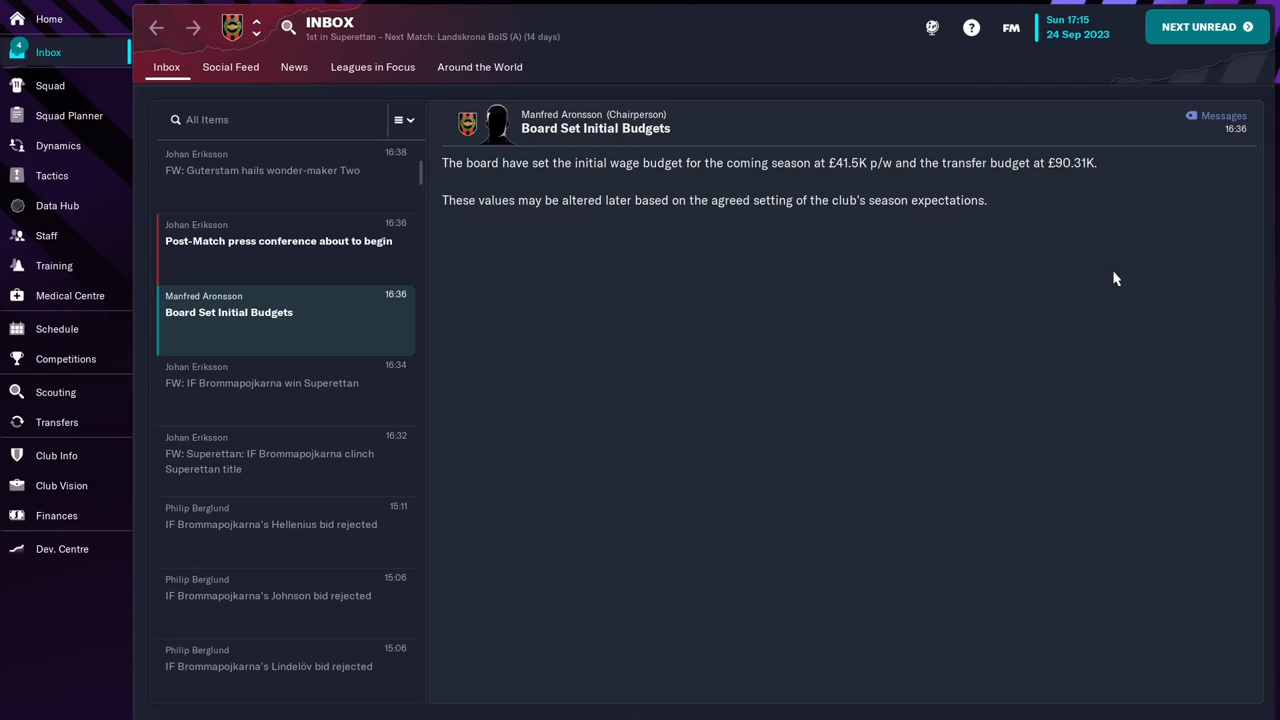 Home
4
Inbox
Squad
Squad Planner
Dynamics
Tactics
Data Hub
Staff
Training
Medical Centre
Schedule
Competitions
Scouting
Transfers
Club Info
Club Vision
Finances
Dev. Centre
INBOX
1st in Superettan - Next Match: Landskrona BoIS (A) (14 days)
?
FM
Sun 17:15
24 Sep 2023
NEXT UNREAD
Inbox
Social Feed
News
Leagues in Focus
Around the World
All Items
Johan Eriksson 16:38
FW: Guterstam hails wonder-maker Two
Johan Eriksson 16:36
Post-Match press conference about to begin
Manfred Aronsson 16:36
Board Set Initial Budgets
Johan Eriksson 16:34
FW: IF Brommapojkarna win Superettan
Johan Eriksson 16:32
FW: Superettan: IF Brommapojkarna clinch
Superettan title
Philip Berglund 15:11
IF Brommapojkarna's Hellenius bid rejected
Philip Berglund 15:06
IF Brommapojkarna's Johnson bid rejected
Philip Berglund 15:06
IF Brommapojkarna's Lindelöv bid rejected
Manfred Aronsson (Chairperson)
Board Set Initial Budgets
Messages
16:36
The board have set the initial wage budget for the coming season at £41.5K p/w and the transfer budget at £90.31K.
These values may be altered later based on the agreed setting of the club's season expectations.